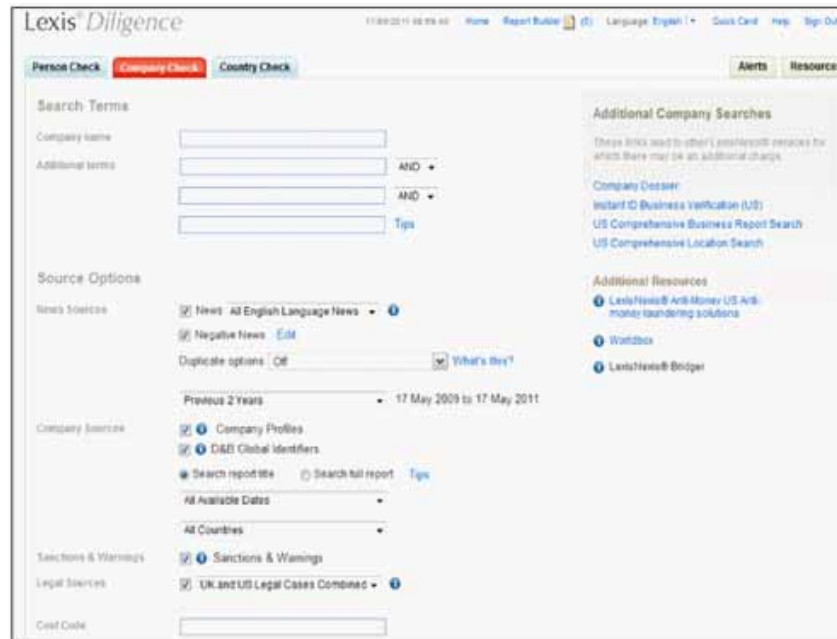 Lexis® Diligence
Home Report Builder (0) Language: English Quick Card Help Sign Out
Person Check Company Check Country Check Alerts Resource
Search Terms
Company name
Additional terms AND
AND
Tips
Source Options
News Sources News All English Language News
Negative News Edit
Duplicate options Off What's this?
Previous 2 Years 17 May 2009 to 17 May 2011
Company Sources Company Profiles
D&B Global Identifiers
Search report title Search full report Tips
All Available Dates
All Countries
Sanctions & Warnings Sanctions & Warnings
Legal Sources UK and US Legal Cases Combined
Cost Code
Additional Company Searches
These links lead to other LexisNexis® services for
which there may be an additional charge.
Company Dossier
Instant ID Business Verification (US)
US Comprehensive Business Report Search
US Comprehensive Location Search
Additional Resources
LexisNexis® Anti-Money US Anti-
money laundering solutions
Worldbox
LexisNexis® Bridger